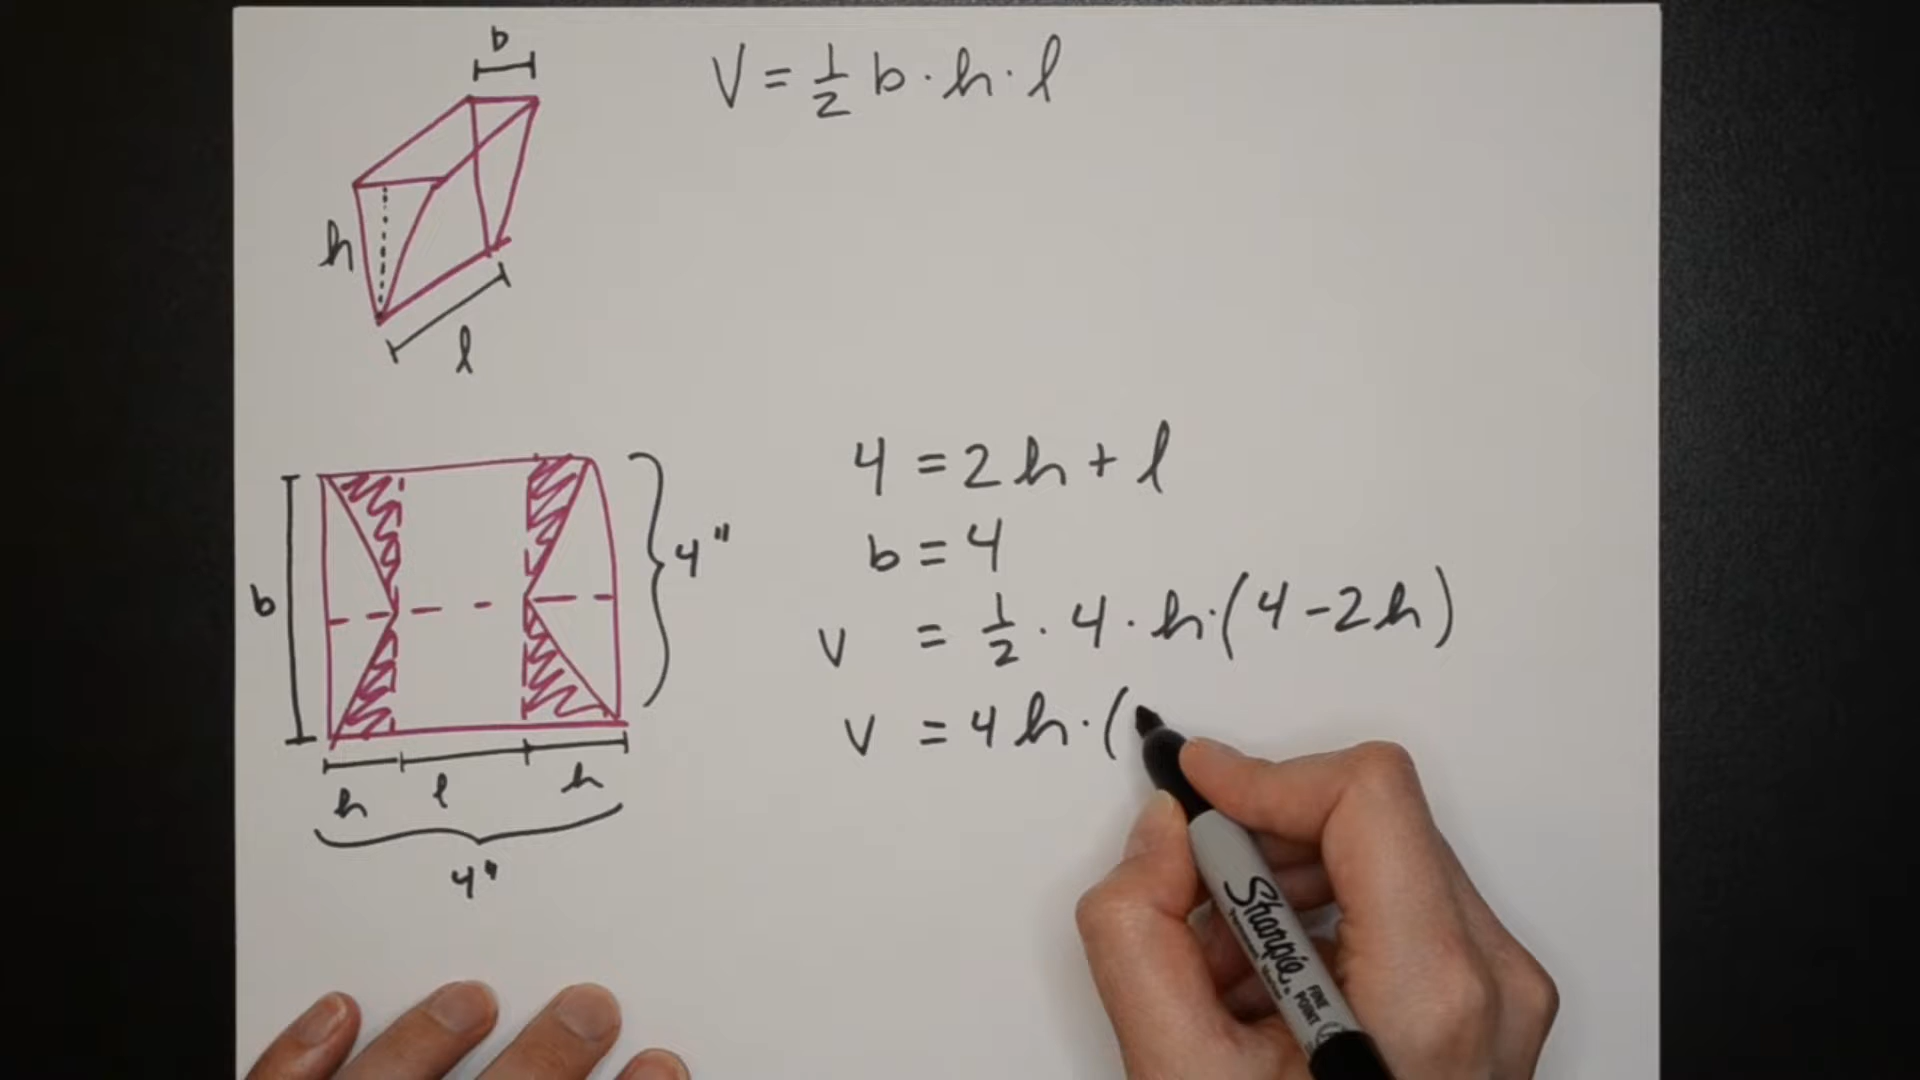 b
V = 1/2 b · h · l
h
l
4 = 2h + l
b = 4
4"
b
v = 1/2 · 4 · h · (4 - 2h)
v = 4h · (
h l h
4"
Sharpie.
FINE POINT